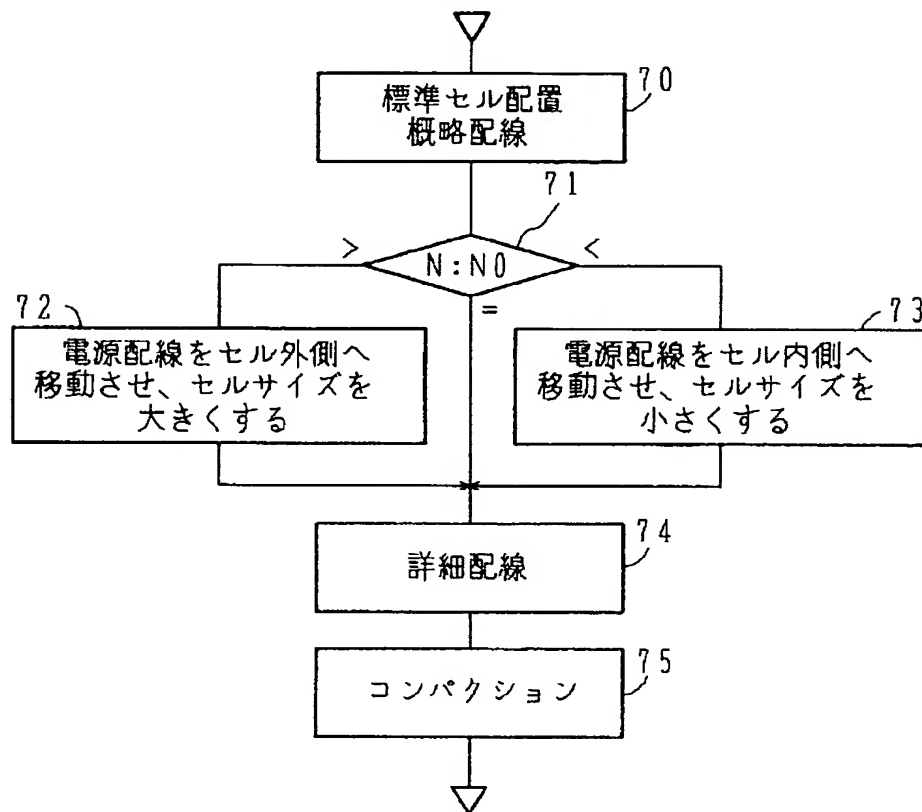 70
標準セル配置
概略配線
71
>
<
N:N0
=
72
電源配線をセル外側へ
移動させ、セルサイズを
大きくする
73
電源配線をセル内側へ
移動させ、セルサイズを
小さくする
74
詳細配線
75
コンパクション